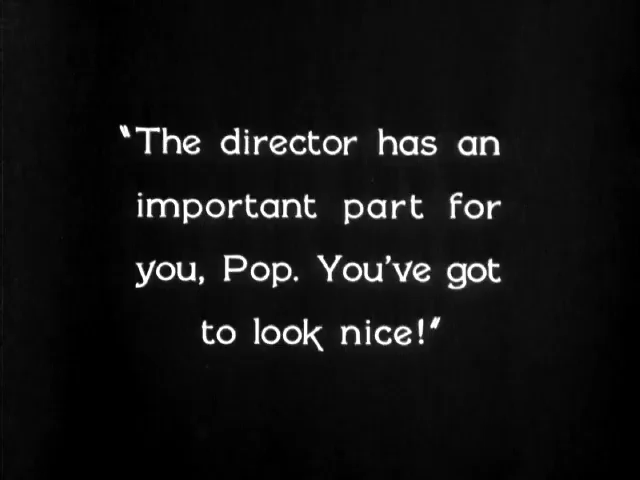 "The director has an
important part for
you, Pop. You've got
to look nice!"